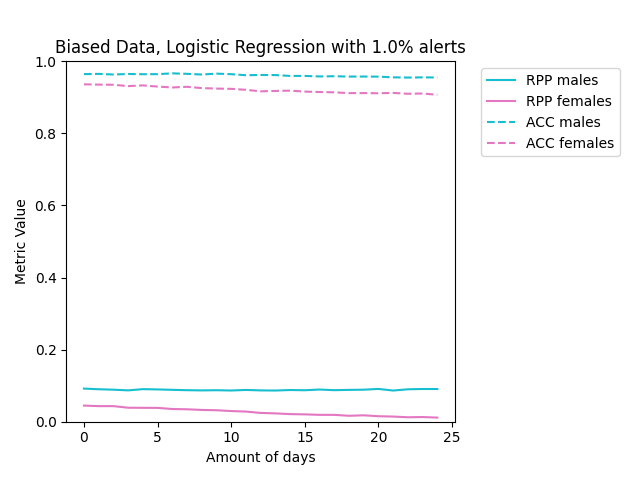 Biased Data, Logistic Regression with 1.0% alerts
1.0
0.8
0.6
0.4
0.2
0.0
Metric Value
0 5 10 15 20 25
Amount of days
RPP males
RPP females
ACC males
ACC females